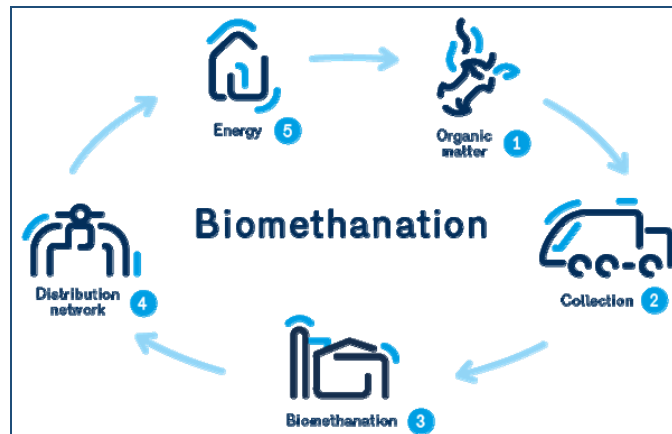 Energy 5
Organic
matter 1
Biomethanation
Distribution
network 4
Collection 2
Biomethanation 3